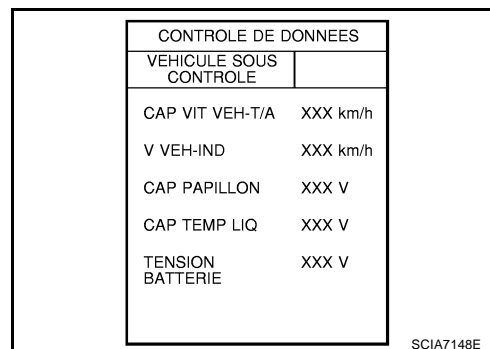 CONTROLE DE DONNEES
VEHICULE SOUS
CONTROLE
CAP VIT VEH-T/A XXX km/h
V VEH-IND XXX km/h
CAP PAPILLON XXX V
CAP TEMP LIQ XXX V
TENSION XXX V
BATTERIE
SCIA7148E